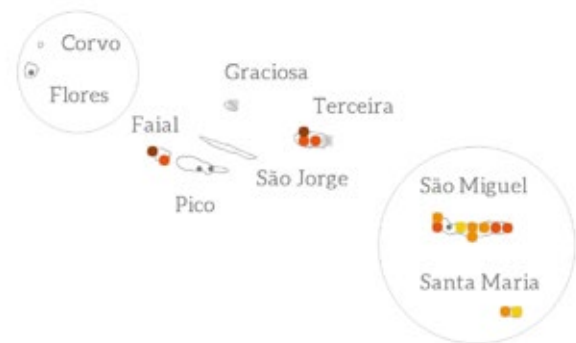 Corvo
Flores
Graciosa
Faial
Terceira
São Jorge
Pico
São Miguel
Santa Maria